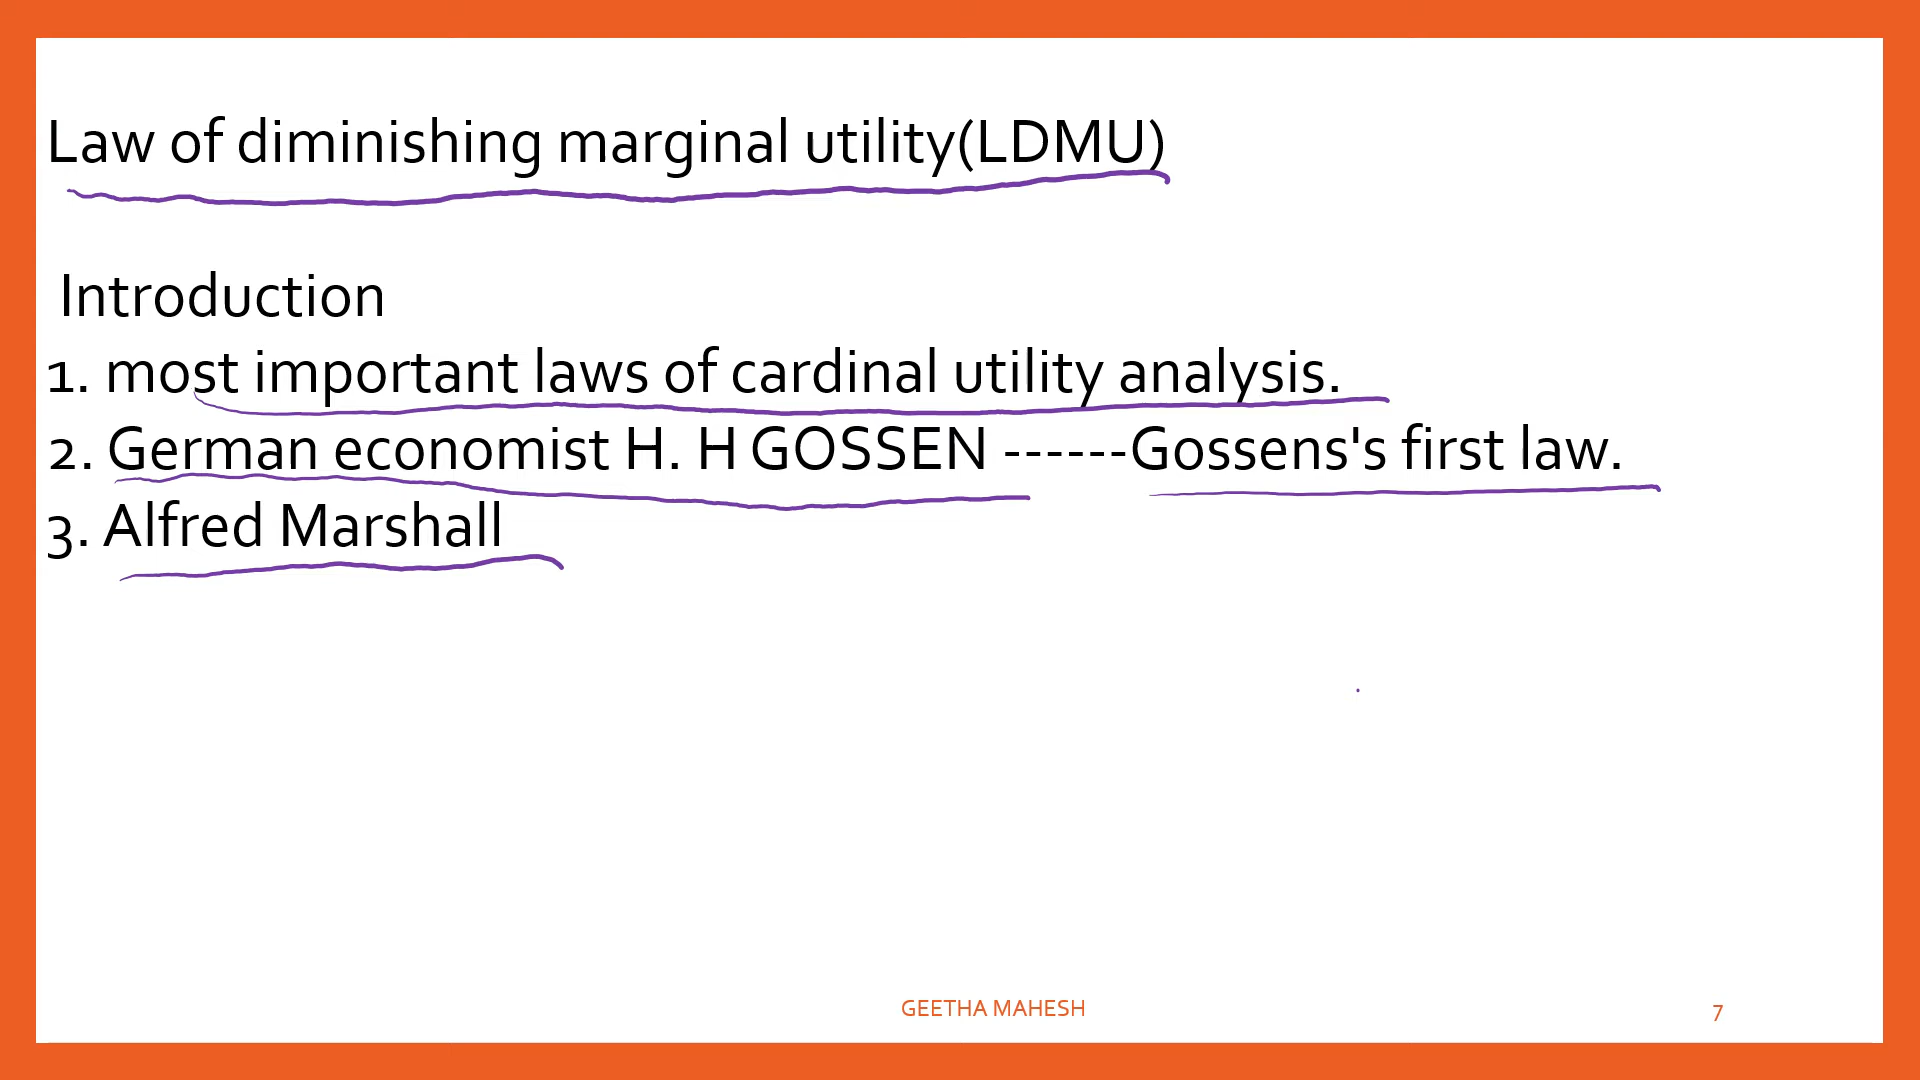 Law of diminishing marginal utility(LDMU)
Introduction
1. most important laws of cardinal utility analysis.
2. German economist H. H GOSSEN ------Gossens's first law.
3. Alfred Marshall
GEETHA MAHESH
7